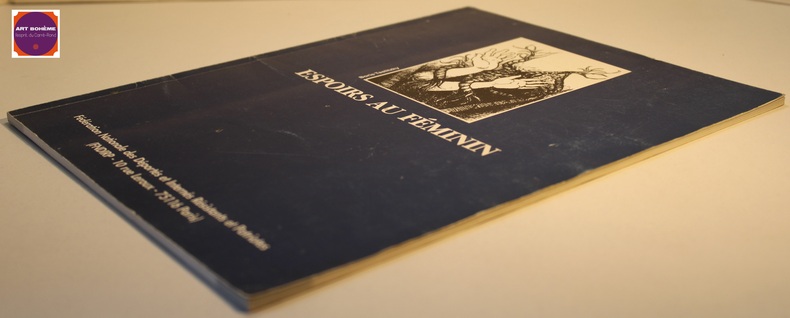 ART BOHÈME
ESPOIRS AU FÉMININ
Fédération Nationale des Déportés et Internés Résistants et Patriotes
(FNDIRP - 10 rue Leroux - 75116 Paris)